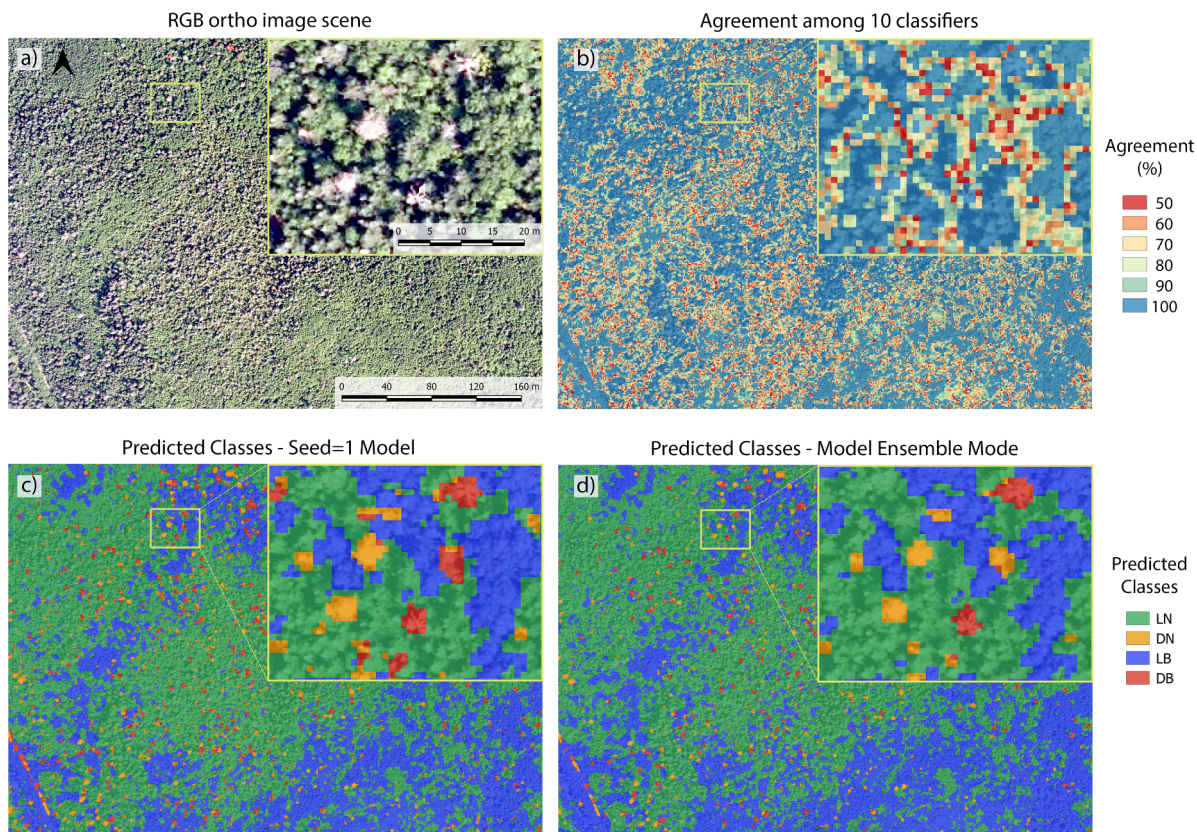 RGB ortho image scene
Agreement among 10 classifiers
a)
b)
0 5 10 15 20 m
0 40 80 120 160 m
Agreement
(%)
50
60
70
80
90
100
Predicted Classes - Seed=1 Model
Predicted Classes - Model Ensemble Mode
c)
d)
Predicted
Classes
LN
DN
LB
DB